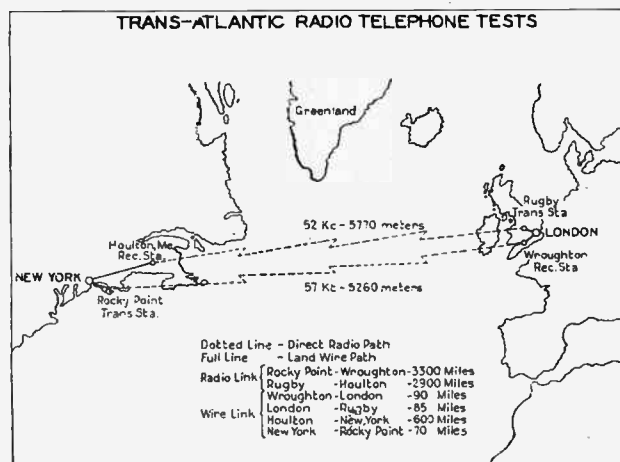 TRANS-ATLANTIC RADIO TELEPHONE TESTS
Greenland
52 Kc - 5770 meters
Rugby
Trans Sta
LONDON
Houlton, Me.
Rec. Sta.
Wroughton
Rec. Sta
NEW YORK
57 Kc - 5260 meters
Rocky Point
Trans Sta.
Dotted Line - Direct Radio Path
Full Line - Land Wire Path
Radio Link { Rocky Point - Wroughton - 3300 Miles
Rugby - Houlton - 2900 Miles
Wire Link { Wroughton - London - 90 Miles
London - Rugby - 85 Miles
Houlton - New York - 600 Miles
New York - Rocky Point - 70 Miles